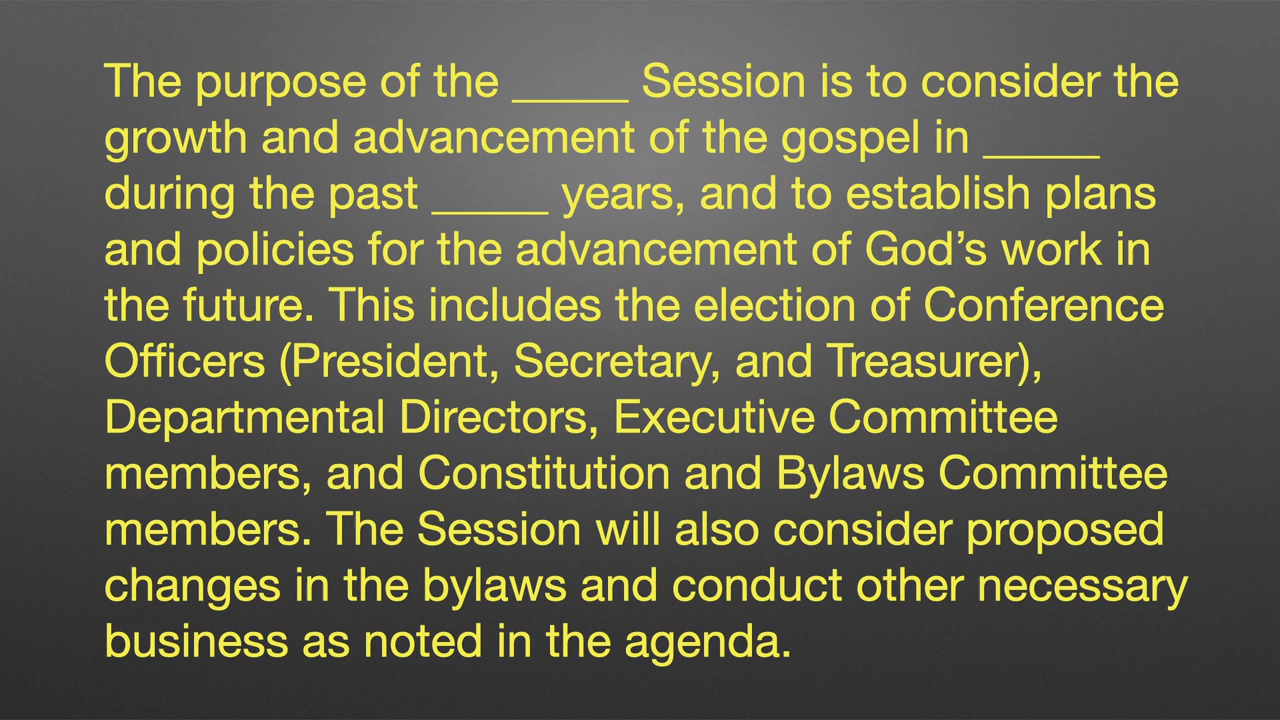 The purpose of the _____ Session is to consider the
growth and advancement of the gospel in _____
during the past _____ years, and to establish plans
and policies for the advancement of God’s work in
the future. This includes the election of Conference
Officers (President, Secretary, and Treasurer),
Departmental Directors, Executive Committee
members, and Constitution and Bylaws Committee
members. The Session will also consider proposed
changes in the bylaws and conduct other necessary
business as noted in the agenda.